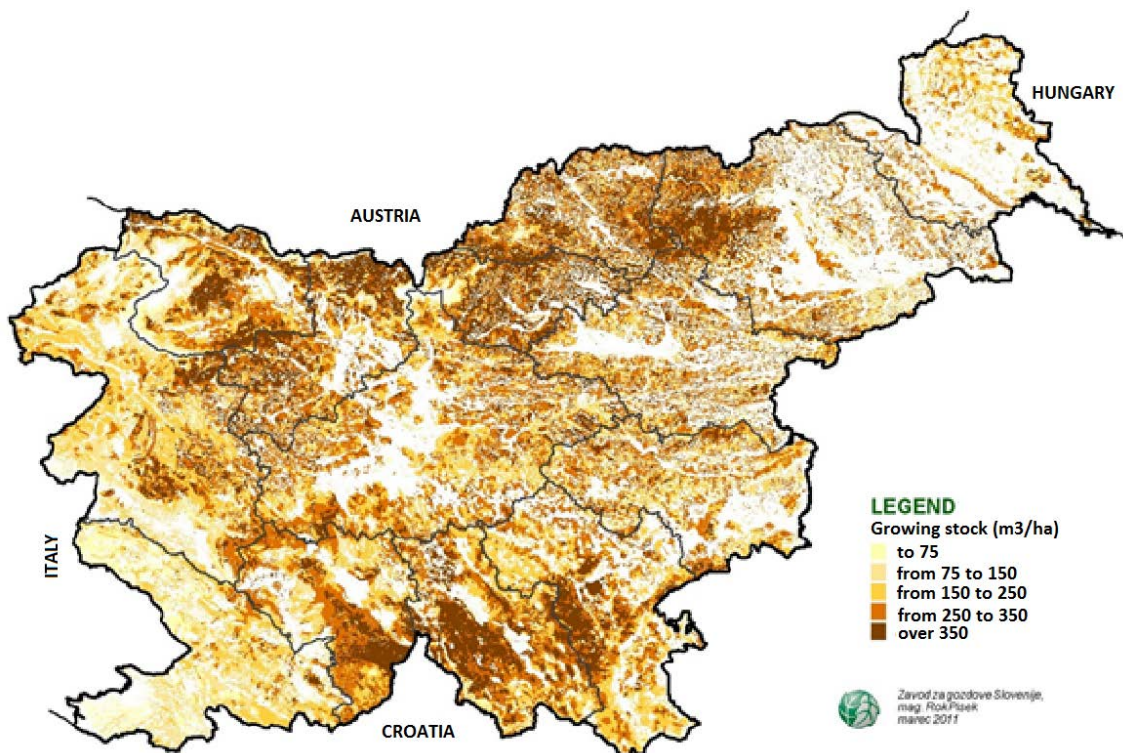 HUNGARY
AUSTRIA
ITALY
LEGEND
Growing stock (m3/ha)
to 75
from 75 to 150
from 150 to 250
from 250 to 350
over 350
Zavod za gozdove Slovenije,
mag. Rok Pisek
marec 2011
CROATIA